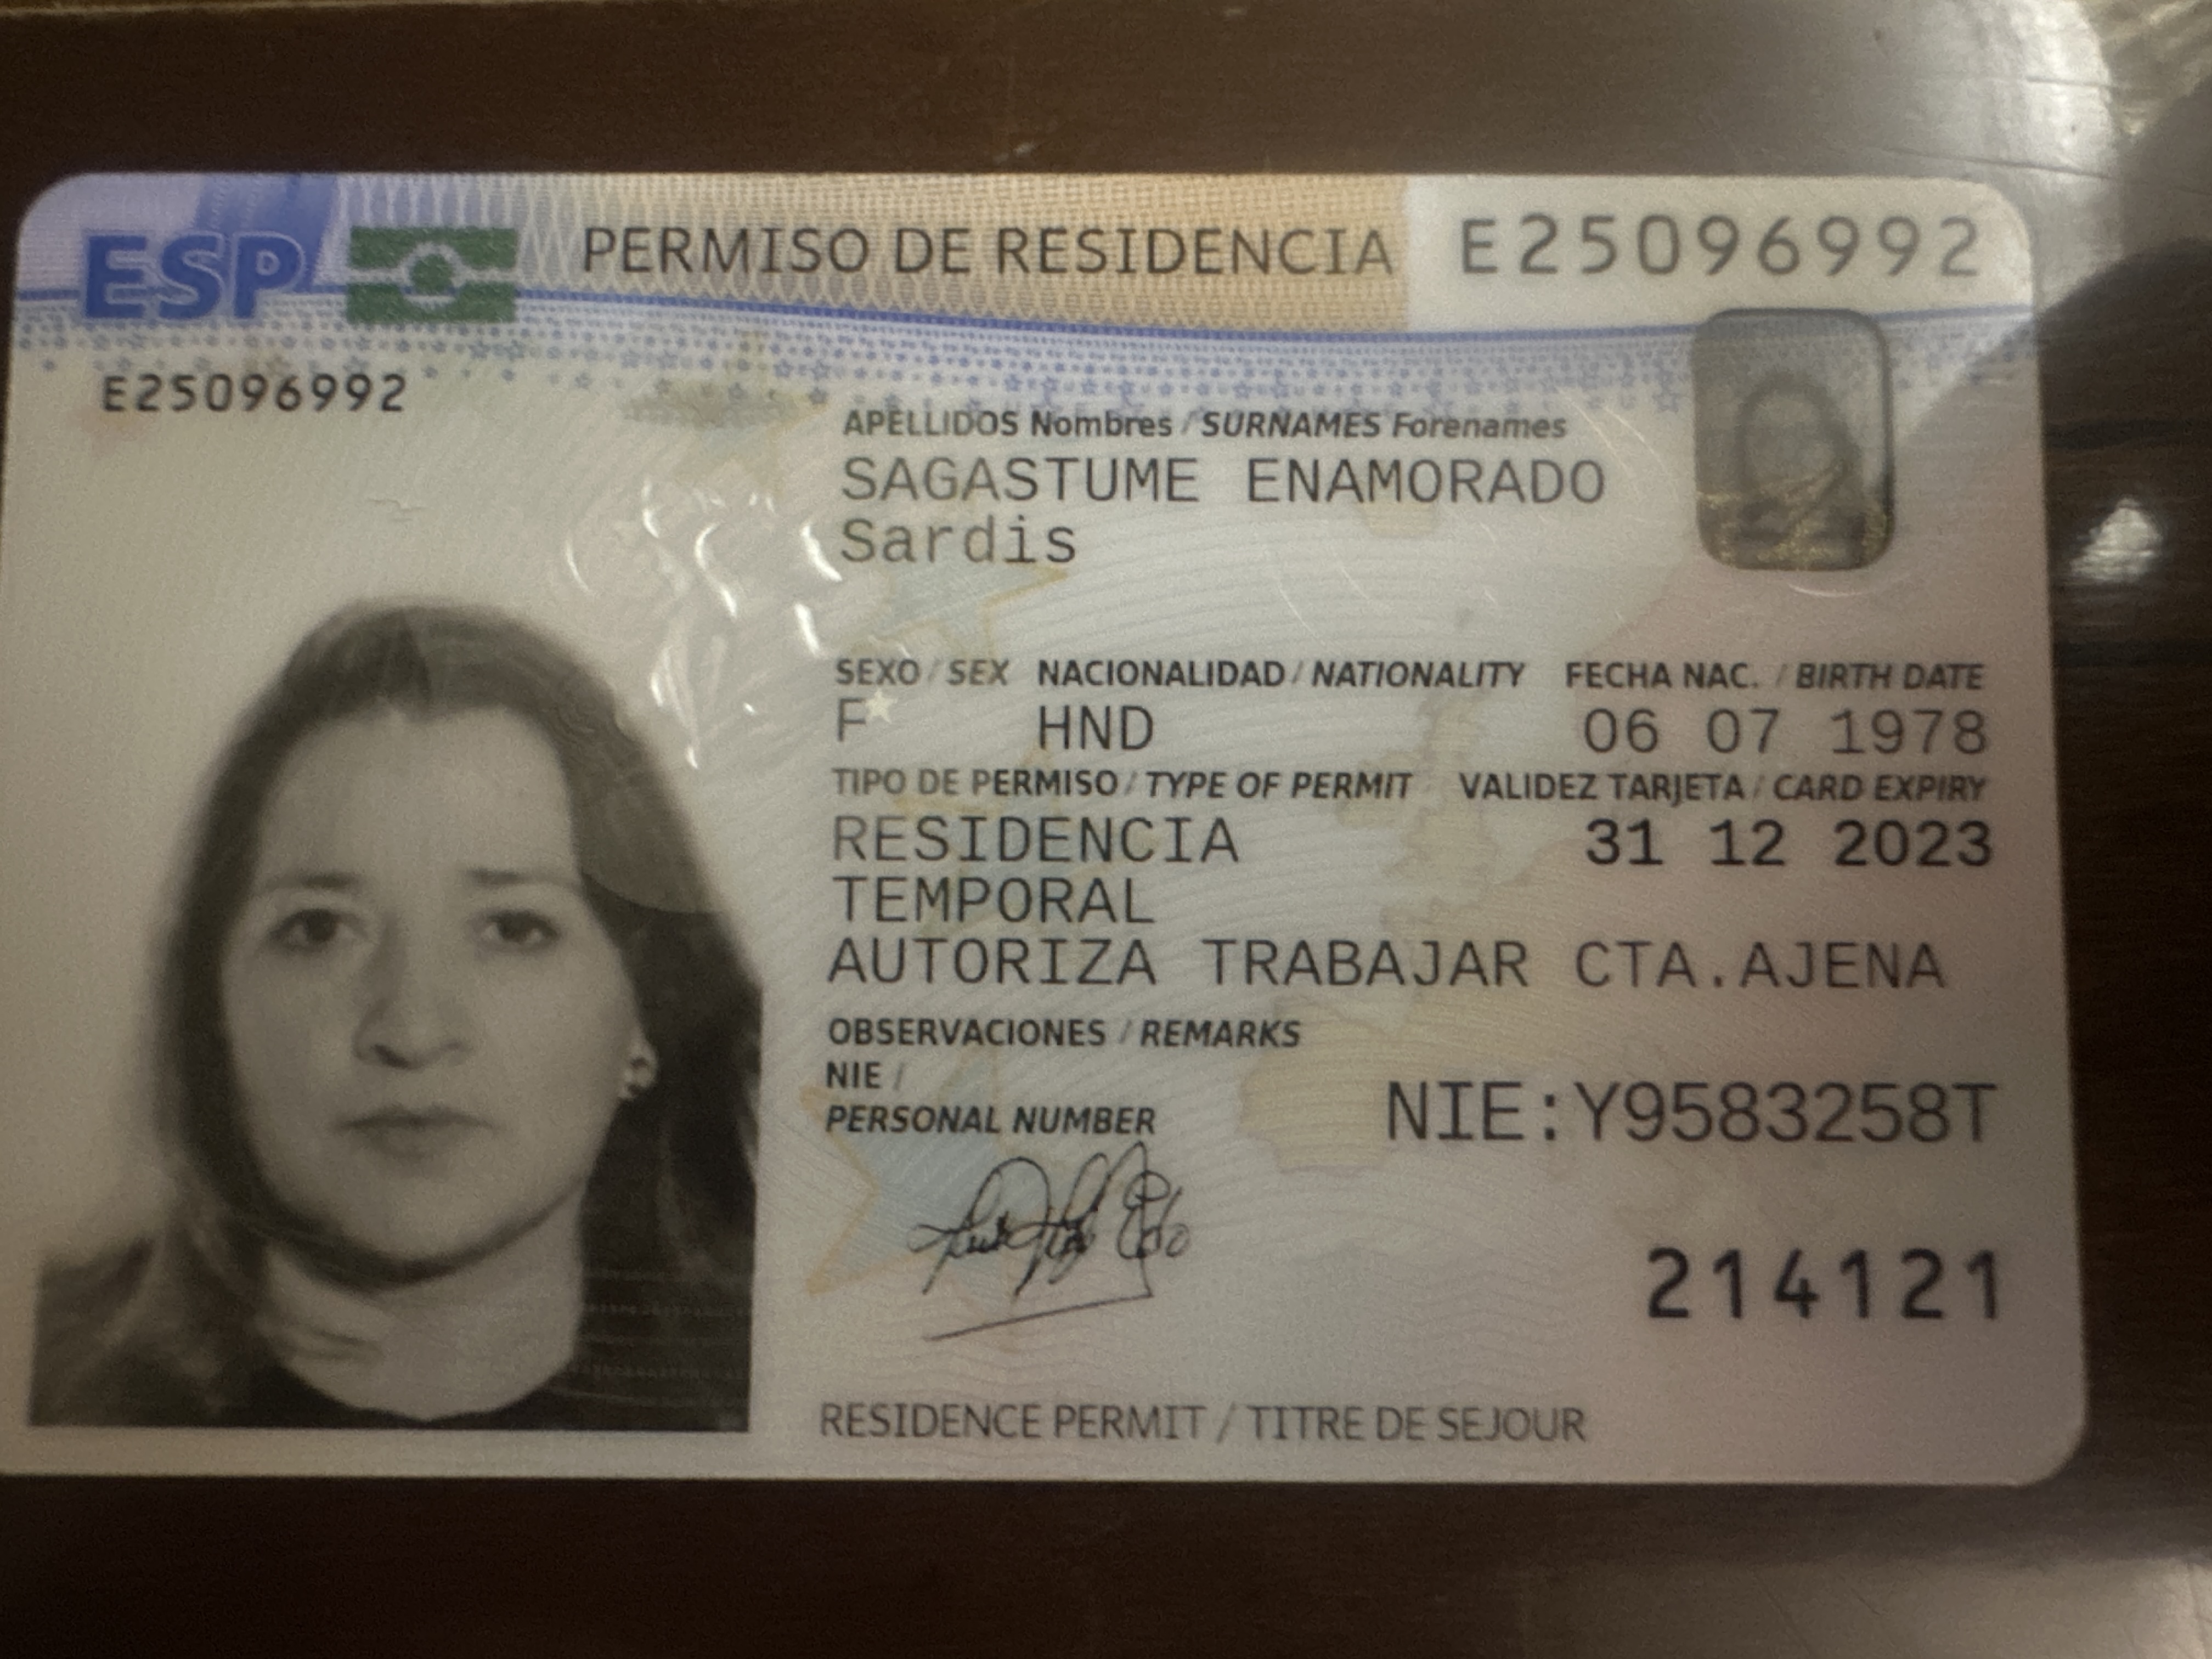 ESP PERMISO DE RESIDENCIA E25096992
E25096992
APELLIDOS Nombres / SURNAMES Forenames
SAGASTUME ENAMORADO
Sardis
SEXO / SEX NACIONALIDAD / NATIONALITY FECHA NAC. / BIRTH DATE
F HND 06 07 1978
TIPO DE PERMISO / TYPE OF PERMIT VALIDEZ TARJETA / CARD EXPIRY
RESIDENCIA 31 12 2023
TEMPORAL
AUTORIZA TRABAJAR CTA.AJENA
OBSERVACIONES / REMARKS
NIE /
PERSONAL NUMBER NIE:Y9583258T
214121
RESIDENCE PERMIT / TITRE DE SEJOUR